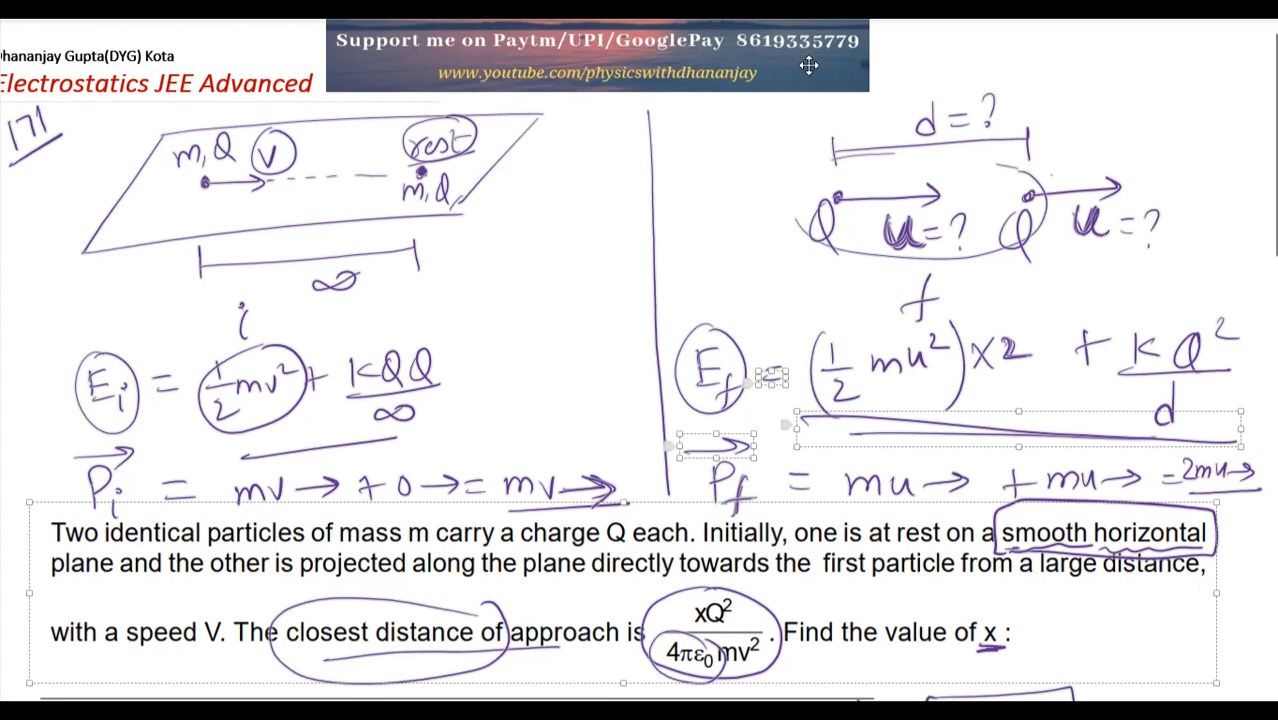 Support me on Paytm/UPI/GooglePay 8619335779
www.youtube.com/physicswithdhananjay
hananjay Gupta(DYG) Kota
Electrostatics JEE Advanced
171
m,Q V rest
m,Q
∞
i
d=?
Q u=? Q u=?
f
Ei = 1/2 mv² + kQQ/∞
Ef = (1/2 mu²) x2 + kQ²/d
Pi = mv → + 0 → = mv →
Pf = mu → + mu → = 2mu →
Two identical particles of mass m carry a charge Q each. Initially, one is at rest on a smooth horizontal
plane and the other is projected along the plane directly towards the first particle from a large distance,
with a speed V. The closest distance of approach is xQ²/4πε₀mv² . Find the value of x :